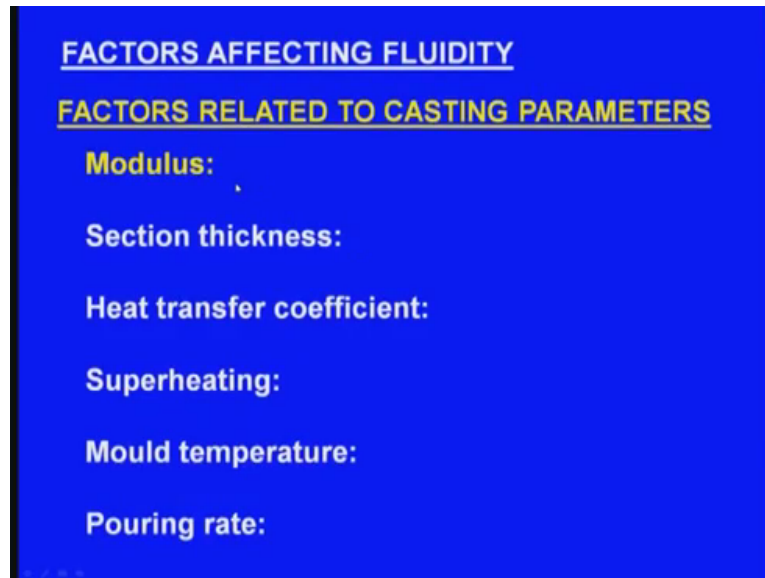 FACTORS AFFECTING FLUIDITY
FACTORS RELATED TO CASTING PARAMETERS
Modulus:
Section thickness:
Heat transfer coefficient:
Superheating:
Mould temperature:
Pouring rate: